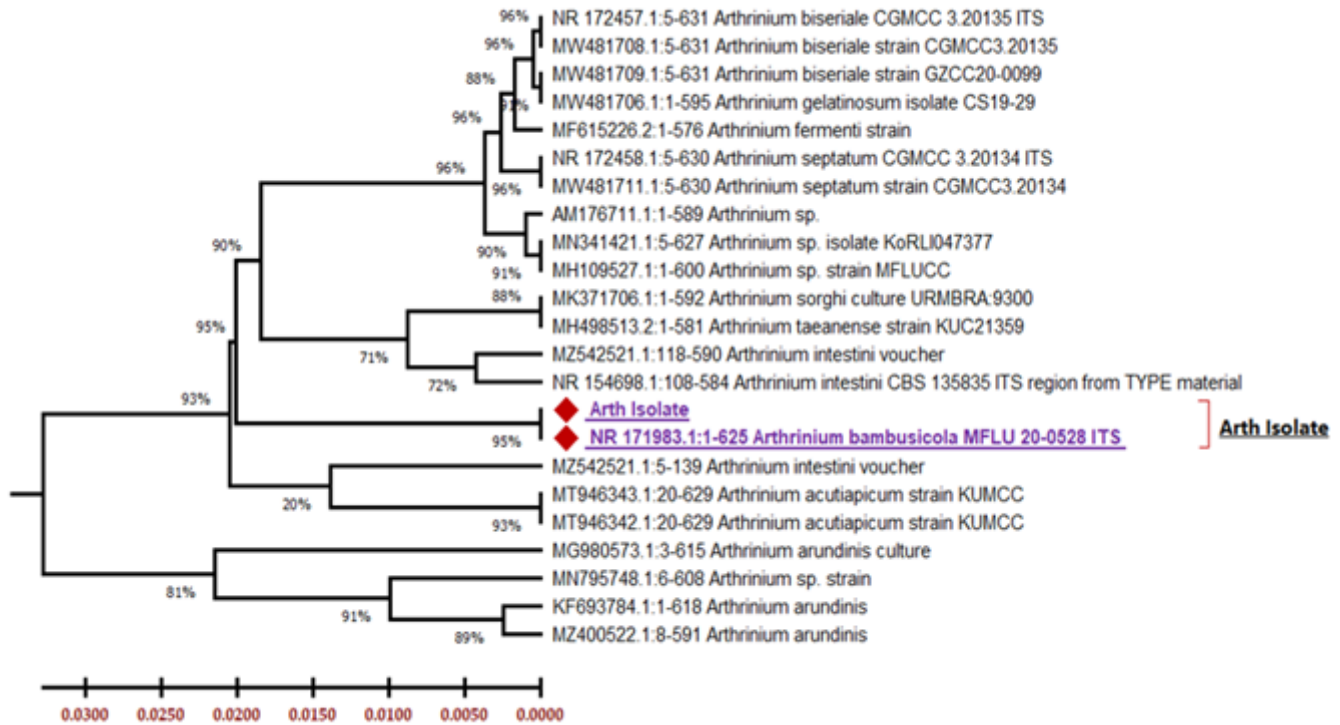 96% NR 172457.1:5-631 Arthrinium biseriale CGMCC 3.20135 ITS
96% MW481708.1:5-631 Arthrinium biseriale strain CGMCC3.20135
88% MW481709.1:5-631 Arthrinium biseriale strain GZCC20-0099
91% MW481706.1:1-595 Arthrinium gelatinosum isolate CS19-29
96% MF615226.2:1-576 Arthrinium fermenti strain
NR 172458.1:5-630 Arthrinium septatum CGMCC 3.20134 ITS
96% 96% MW481711.1:5-630 Arthrinium septatum strain CGMCC3.20134
AM176711.1:1-589 Arthrinium sp.
90% 90% MN341421.1:5-627 Arthrinium sp. isolate KoRLI047377
91% MH109527.1:1-600 Arthrinium sp. strain MFLUCC
88% MK371706.1:1-592 Arthrinium sorghi culture URMBRA:9300
95% MH498513.2:1-581 Arthrinium taeanense strain KUC21359
71% MZ542521.1:118-590 Arthrinium intestini voucher
72% NR 154698.1:108-584 Arthrinium intestini CBS 135835 ITS region from TYPE material
93% Arth Isolate
Arth Isolate
95% NR 171983.1:1-625 Arthrinium bambusicola MFLU 20-0528 ITS
MZ542521.1:5-139 Arthrinium intestini voucher
20% MT946343.1:20-629 Arthrinium acutiapicum strain KUMCC
93% MT946342.1:20-629 Arthrinium acutiapicum strain KUMCC
MG980573.1:3-615 Arthrinium arundinis culture
81% MN795748.1:6-608 Arthrinium sp. strain
91% KF693784.1:1-618 Arthrinium arundinis
89% MZ400522.1:8-591 Arthrinium arundinis
0.0300 0.0250 0.0200 0.0150 0.0100 0.0050 0.0000